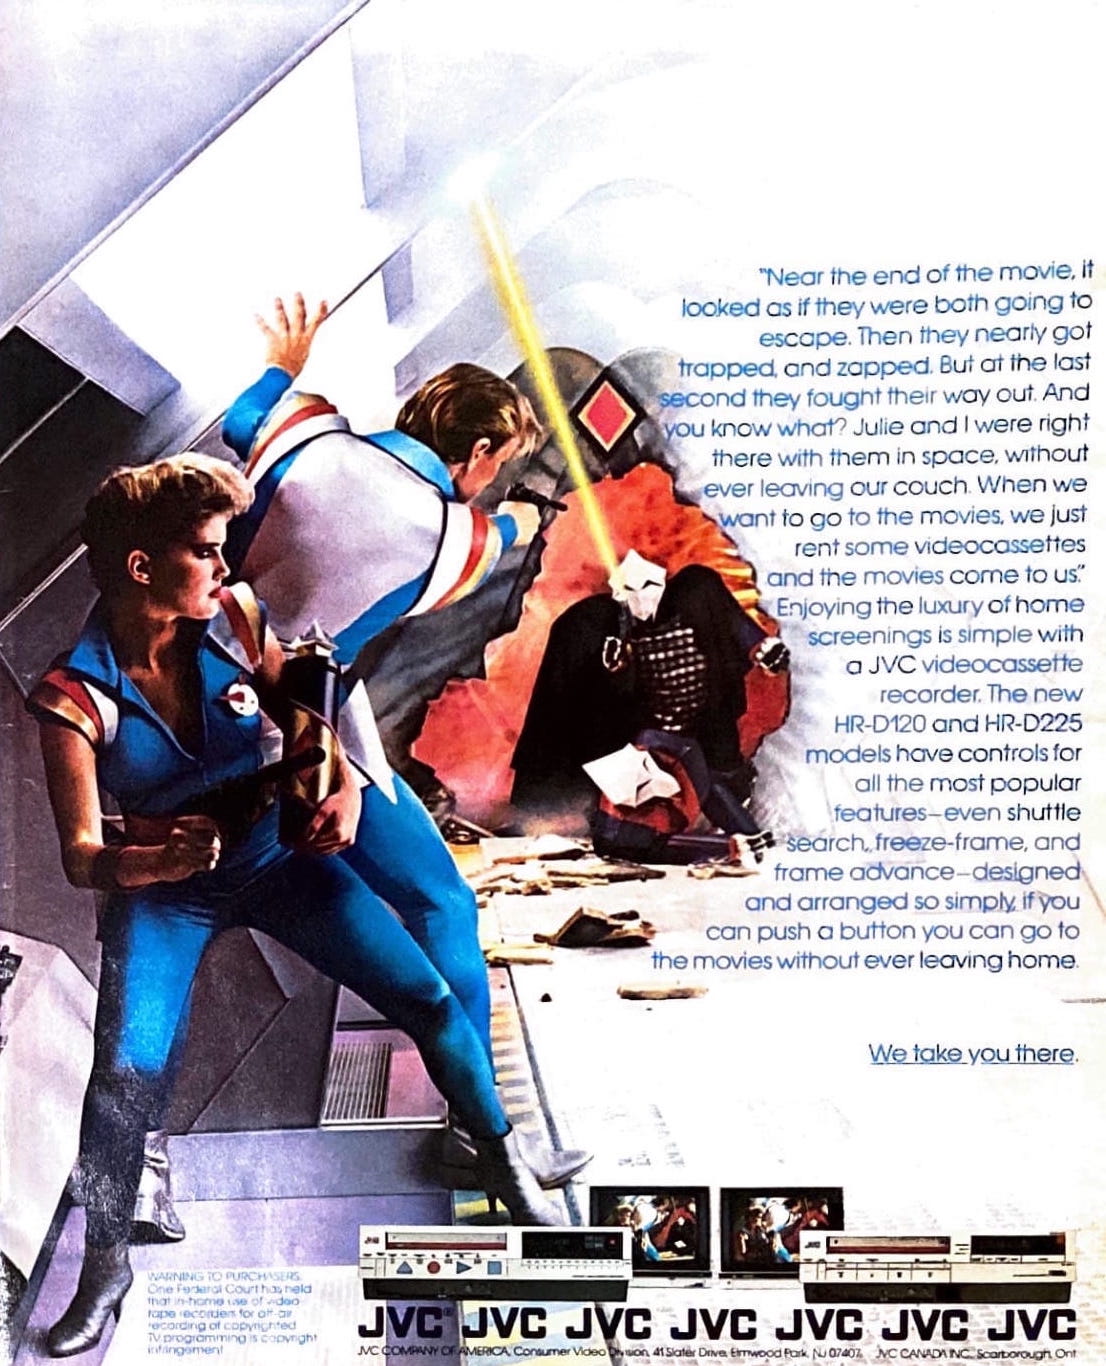 "Near the end of the movie, it
looked as if they were both going to
escape. Then they nearly got
trapped, and zapped. But at the last
second they fought their way out. And
you know what? Julie and I were right
there with them in space, without
ever leaving our couch. When we
want to go to the movies, we just
rent some videocassettes
and the movies come to us."
Enjoying the luxury of home
screenings is simple with
a JVC videocassette
recorder. The new
HR-D120 and HR-D225
models have controls for
all the most popular
features—even shuttle
search, freeze-frame, and
frame advance—designed
and arranged so simply, if you
can push a button you can go to
the movies without ever leaving home.
We take you there.
JVC
JVC
WARNING TO PURCHASERS:
One Federal Court has held
that in-home use of video
tape recorders for off-air
recording of copyrighted
TV programming is copyright
infringement
JVC® JVC JVC JVC JVC JVC JVC
JVC COMPANY OF AMERICA, Consumer Video Division, 41 Slater Drive, Elmwood Park, NJ 07407. JVC CANADA INC., Scarborough, Ont.